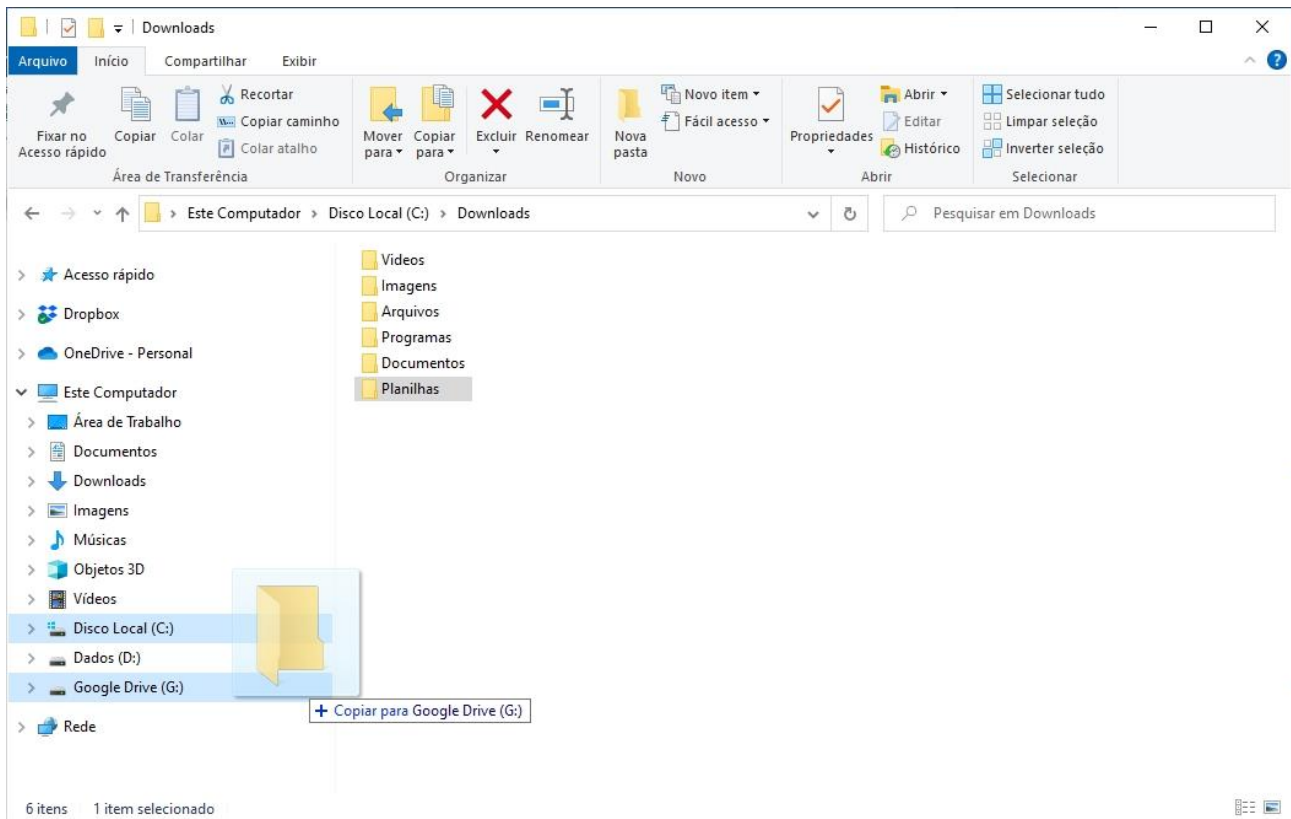 Downloads
Arquivo Início Compartilhar Exibir
Fixar no Acesso rápido
Copiar
Colar
Recortar
Copiar caminho
Colar atalho
Mover para
Copiar para
Excluir
Renomear
Nova pasta
Novo item
Fácil acesso
Propriedades
Abrir
Editar
Histórico
Selecionar tudo
Limpar seleção
Inverter seleção
Área de Transferência Organizar Novo Abrir Selecionar
Este Computador > Disco Local (C:) > Downloads
Pesquisar em Downloads
Acesso rápido
Dropbox
OneDrive - Personal
Este Computador
Área de Trabalho
Documentos
Downloads
Imagens
Músicas
Objetos 3D
Vídeos
Disco Local (C:)
Dados (D:)
Google Drive (G:)
Rede
Videos
Imagens
Arquivos
Programas
Documentos
Planilhas
+ Copiar para Google Drive (G:)
6 itens 1 item selecionado